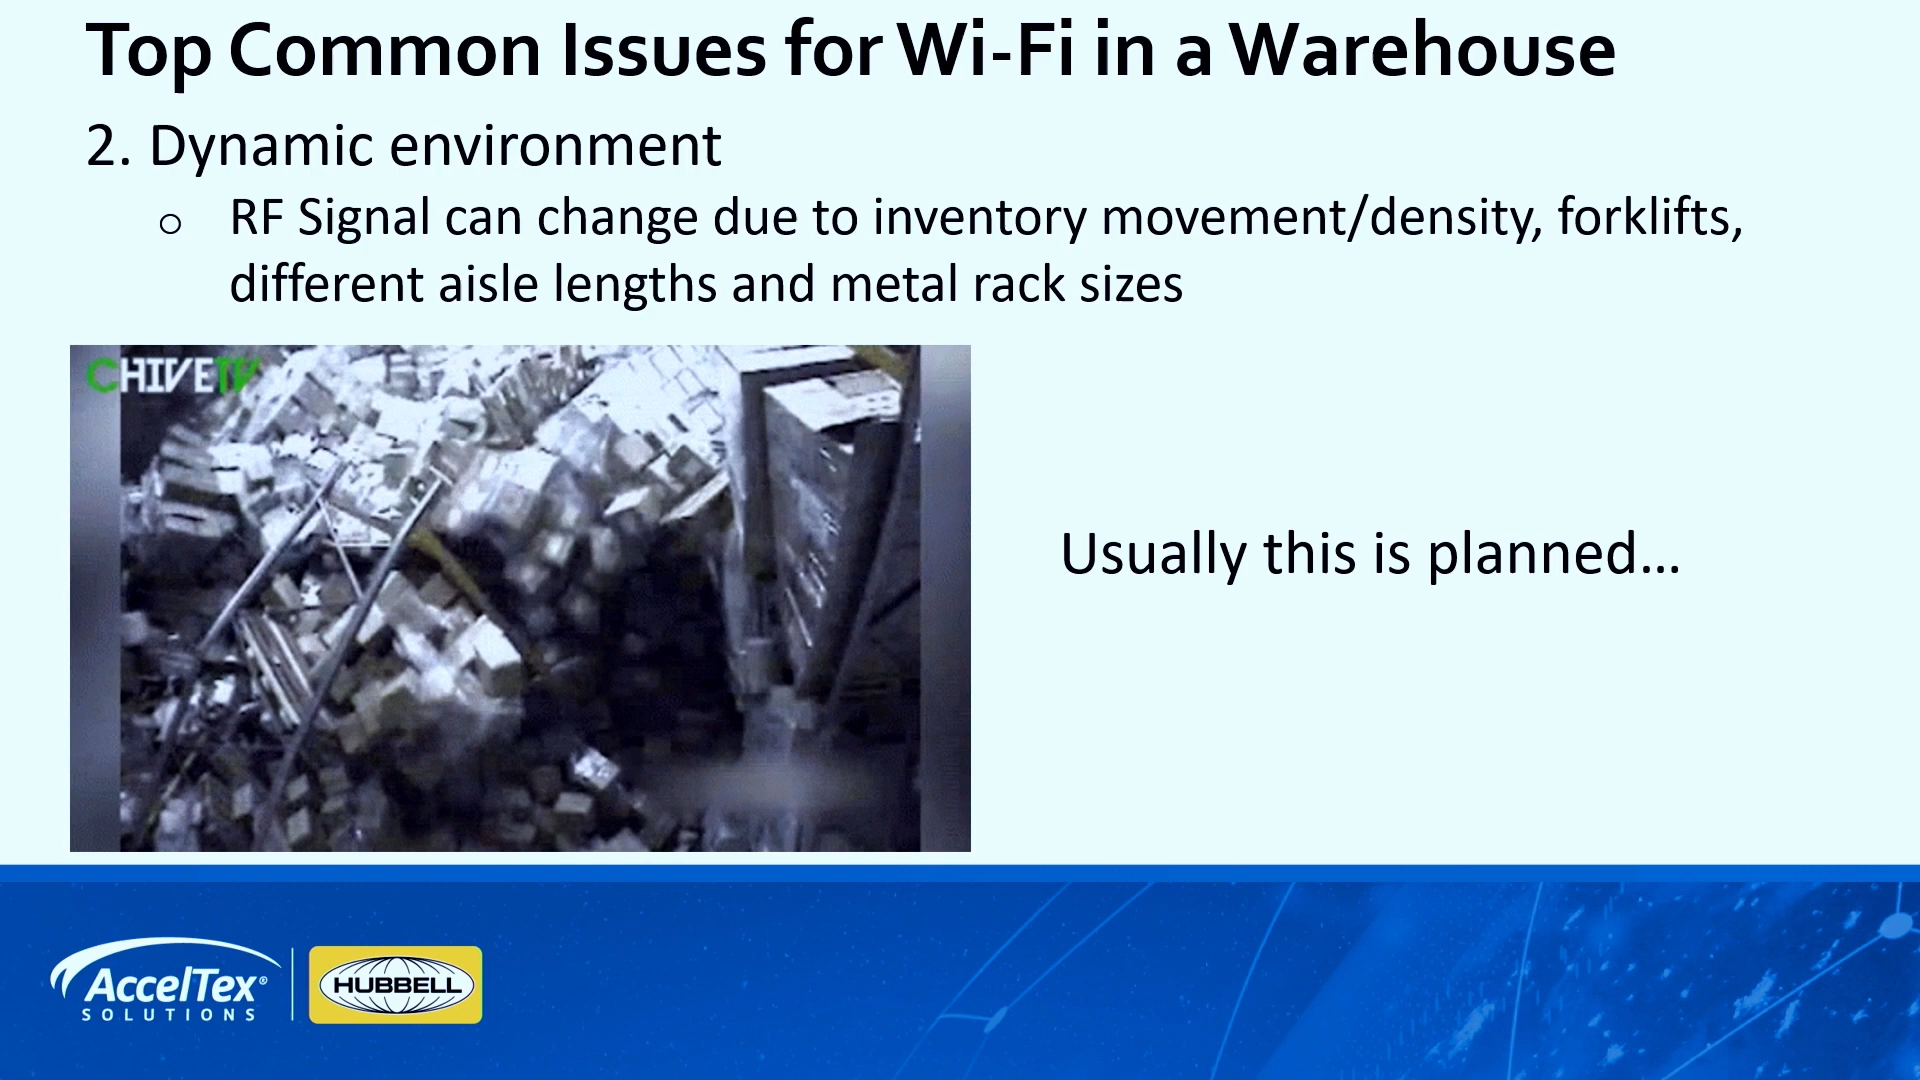 Top Common Issues for Wi-Fi in a Warehouse
2. Dynamic environment
○ RF Signal can change due to inventory movement/density, forklifts,
different aisle lengths and metal rack sizes
CHIVETV
Usually this is planned...
AccelTex®
SOLUTIONS
HUBBELL